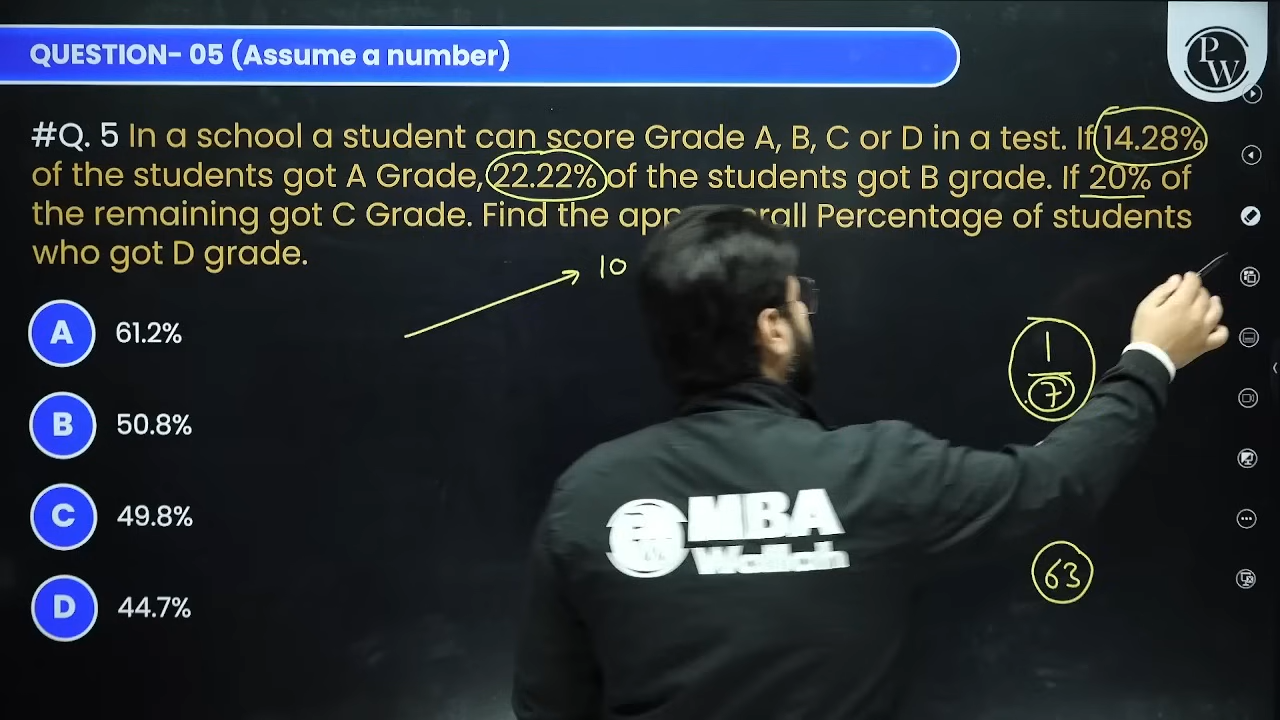 QUESTION- 05 (Assume a number)
PW
#Q. 5 In a school a student can score Grade A, B, C or D in a test. If 14.28%
of the students got A Grade, 22.22% of the students got B grade. If 20% of
the remaining got C Grade. Find the app overall Percentage of students
who got D grade.
10
A 61.2%
1
7
B 50.8%
C 49.8%
MBA
Wallah
63
D 44.7%